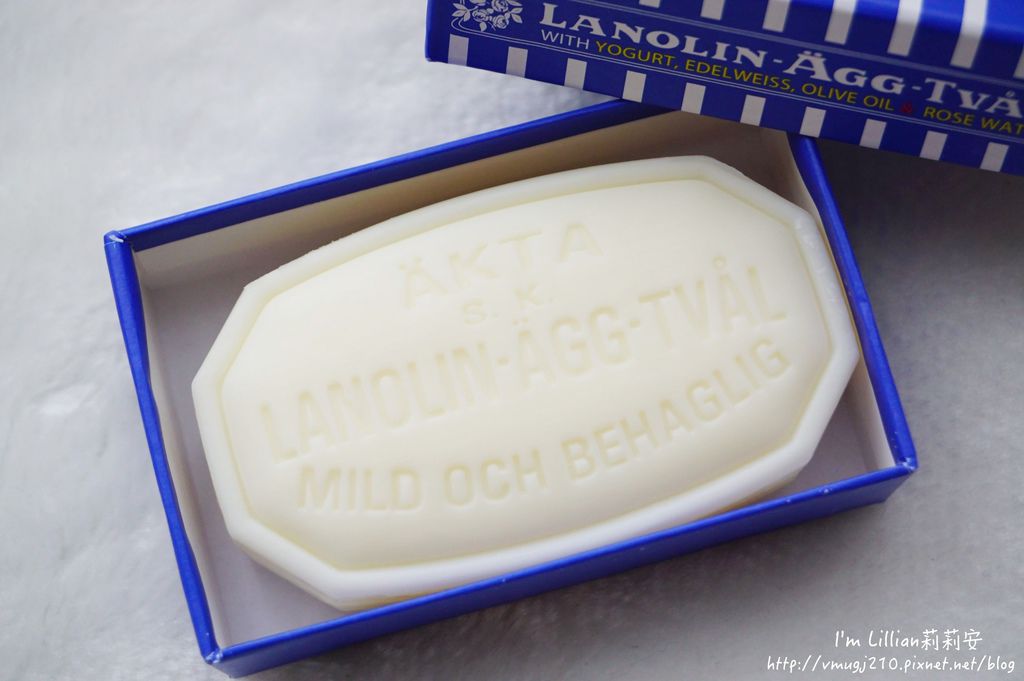 LANOLIN-ÄGG-TVÅ
WITH YOGURT, EDELWEISS, OLIVE OIL & ROSE WAT
ÄKTA
S. K.
LANOLIN-ÄGG-TVÅL
MILD OCH BEHAGLIG
I'm Lillian莉莉安
http://vmugj210.pixnet.net/blog